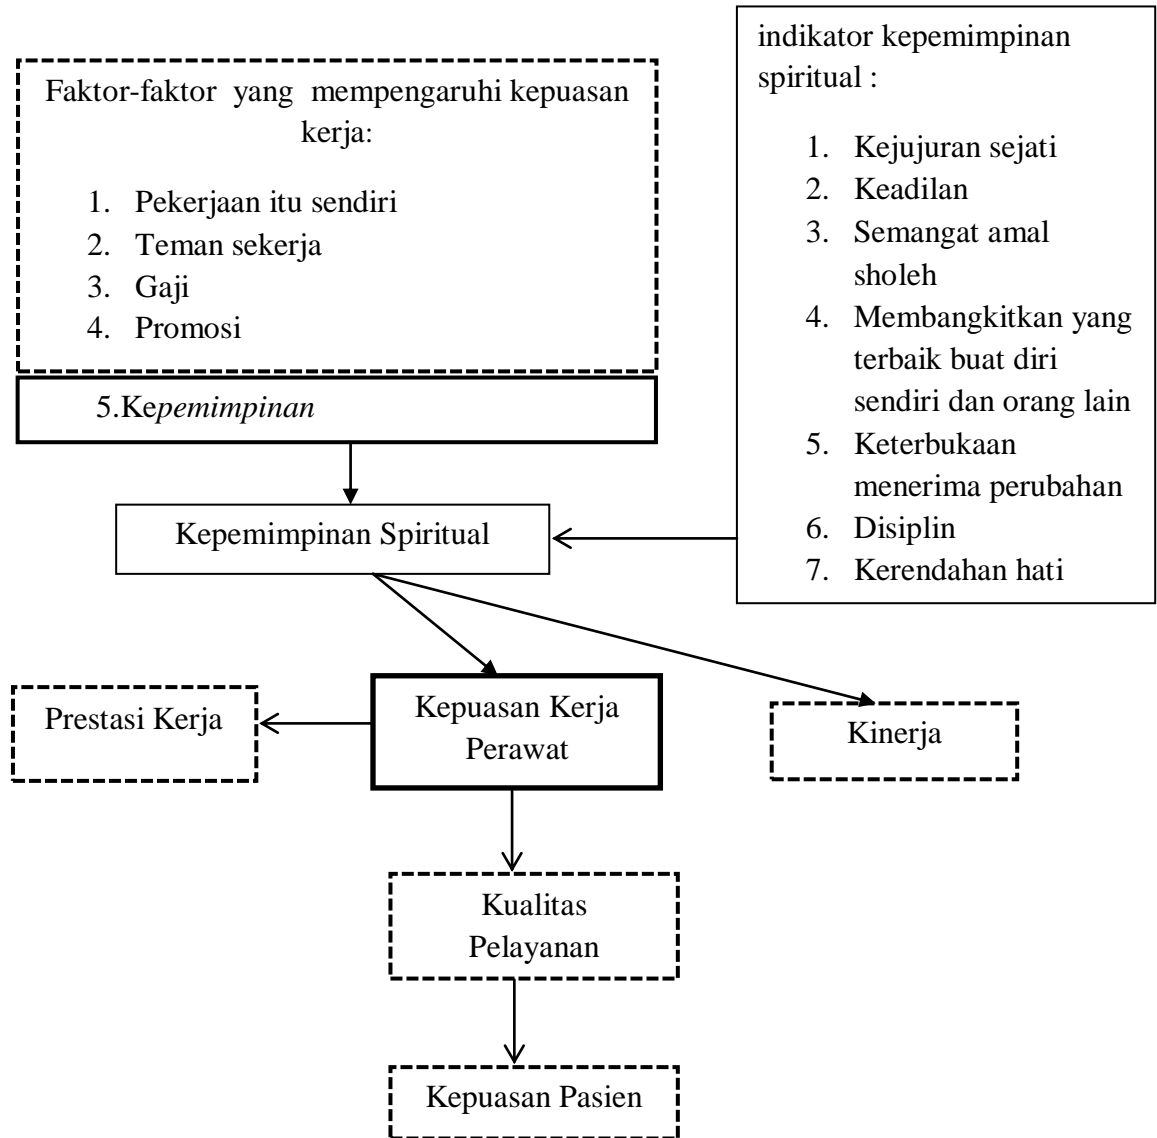 Faktor-faktor yang mempengaruhi kepuasan
kerja:
1. Pekerjaan itu sendiri
2. Teman sekerja
3. Gaji
4. Promosi
5.Kepemimpinan
indikator kepemimpinan
spiritual :
1. Kejujuran sejati
2. Keadilan
3. Semangat amal
sholeh
4. Membangkitkan yang
terbaik buat diri
sendiri dan orang lain
5. Keterbukaan
menerima perubahan
6. Disiplin
7. Kerendahan hati
Kepemimpinan Spiritual
Prestasi Kerja
Kepuasan Kerja
Perawat
Kinerja
Kualitas
Pelayanan
Kepuasan Pasien